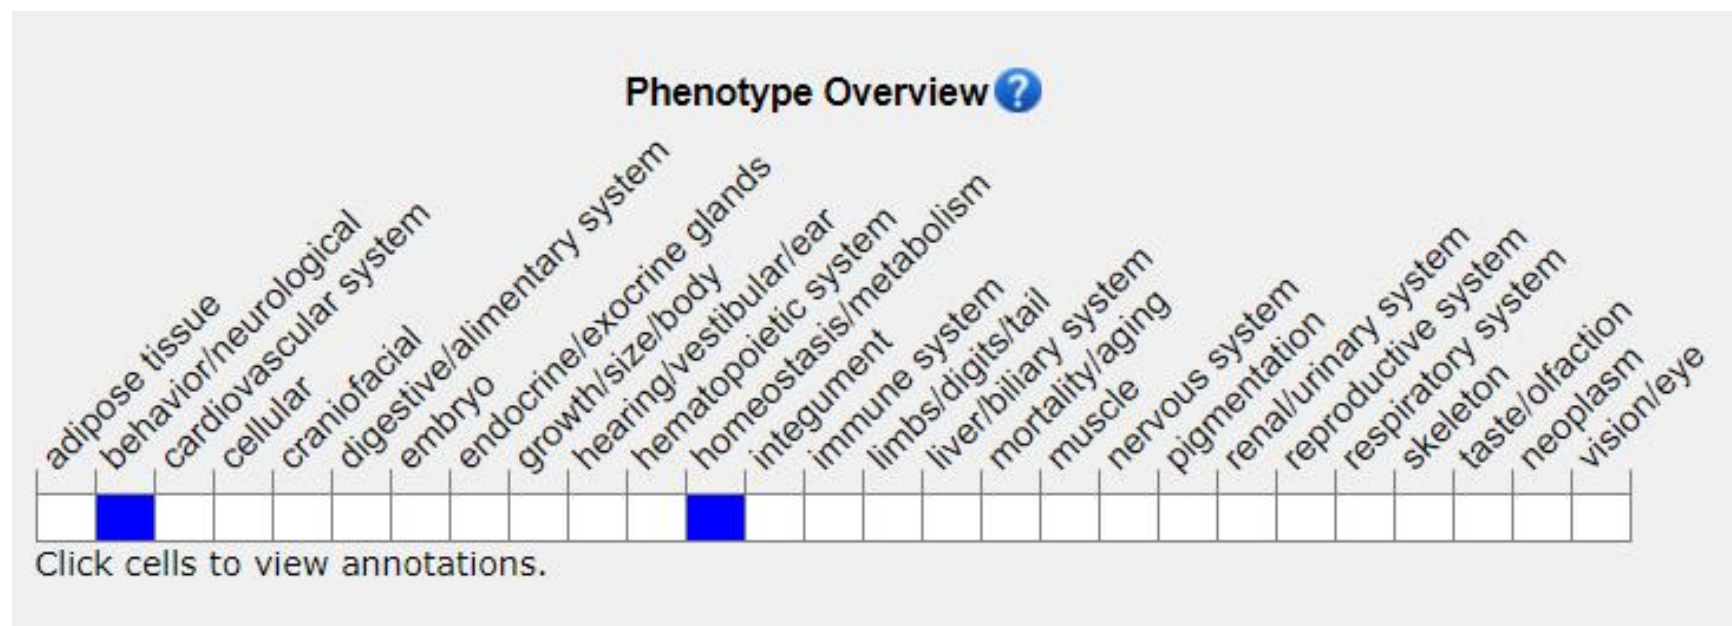 Phenotype Overview ?
adipose tissue
behavior/neurological
cardiovascular system
cellular
craniofacial
digestive/alimentary system
embryo
endocrine/exocrine glands
growth/size/body
hearing/vestibular/ear
hematopoietic system
homeostasis/metabolism
integument
immune system
limbs/digits/tail
liver/biliary system
mortality/aging
muscle
nervous system
pigmentation
renal/urinary system
reproductive system
respiratory system
skeleton
taste/olfaction
neoplasm
vision/eye
Click cells to view annotations.